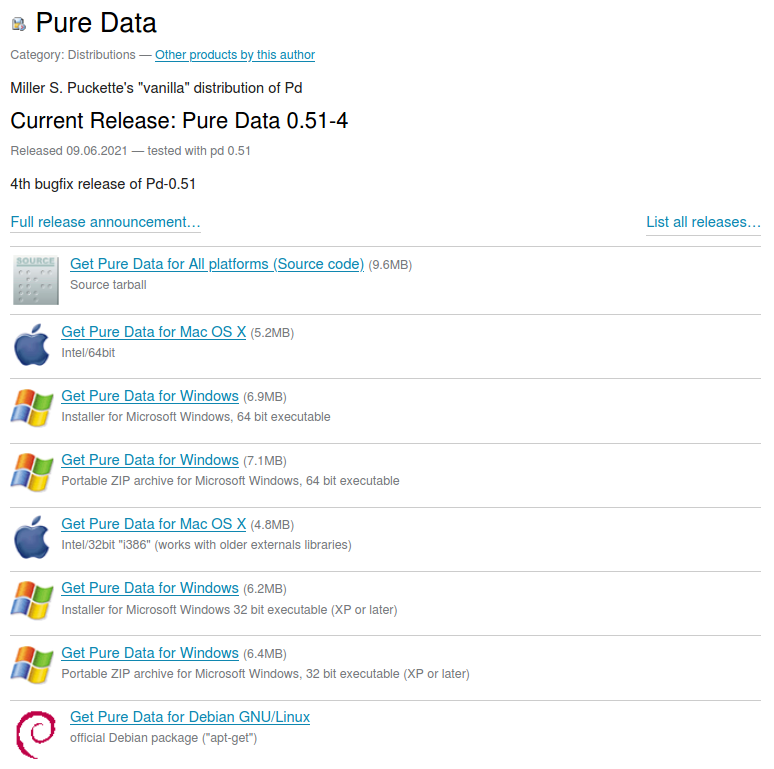 Pure Data
Category: Distributions — Other products by this author
Miller S. Puckette's "vanilla" distribution of Pd
Current Release: Pure Data 0.51-4
Released 09.06.2021 — tested with pd 0.51
4th bugfix release of Pd-0.51
Full release announcement… List all releases…
SOURCE
Get Pure Data for All platforms (Source code) (9.6MB)
Source tarball
Get Pure Data for Mac OS X (5.2MB)
Intel/64bit
Get Pure Data for Windows (6.9MB)
Installer for Microsoft Windows, 64 bit executable
Get Pure Data for Windows (7.1MB)
Portable ZIP archive for Microsoft Windows, 64 bit executable
Get Pure Data for Mac OS X (4.8MB)
Intel/32bit "i386" (works with older externals libraries)
Get Pure Data for Windows (6.2MB)
Installer for Microsoft Windows 32 bit executable (XP or later)
Get Pure Data for Windows (6.4MB)
Portable ZIP archive for Microsoft Windows, 32 bit executable (XP or later)
Get Pure Data for Debian GNU/Linux
official Debian package ("apt-get")